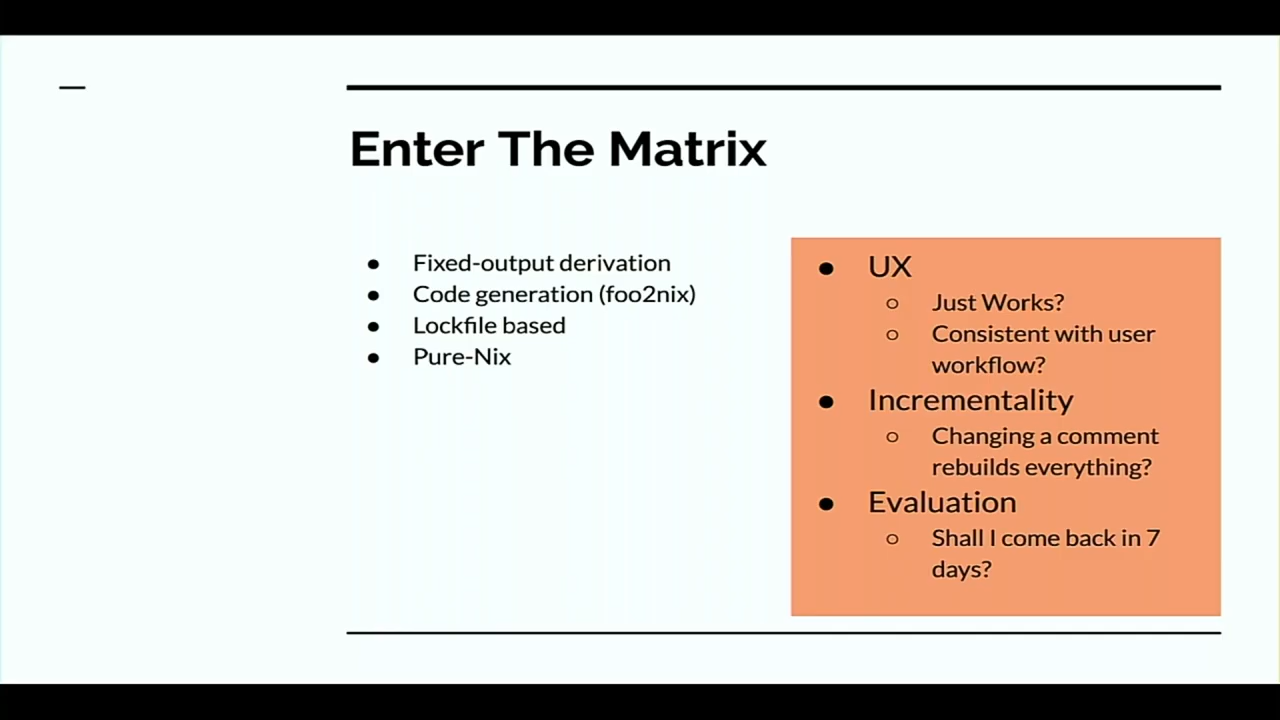 Enter The Matrix
● Fixed-output derivation
● Code generation (foo2nix)
● Lockfile based
● Pure-Nix
● UX
○ Just Works?
○ Consistent with user
workflow?
● Incrementality
○ Changing a comment
rebuilds everything?
● Evaluation
○ Shall I come back in 7
days?